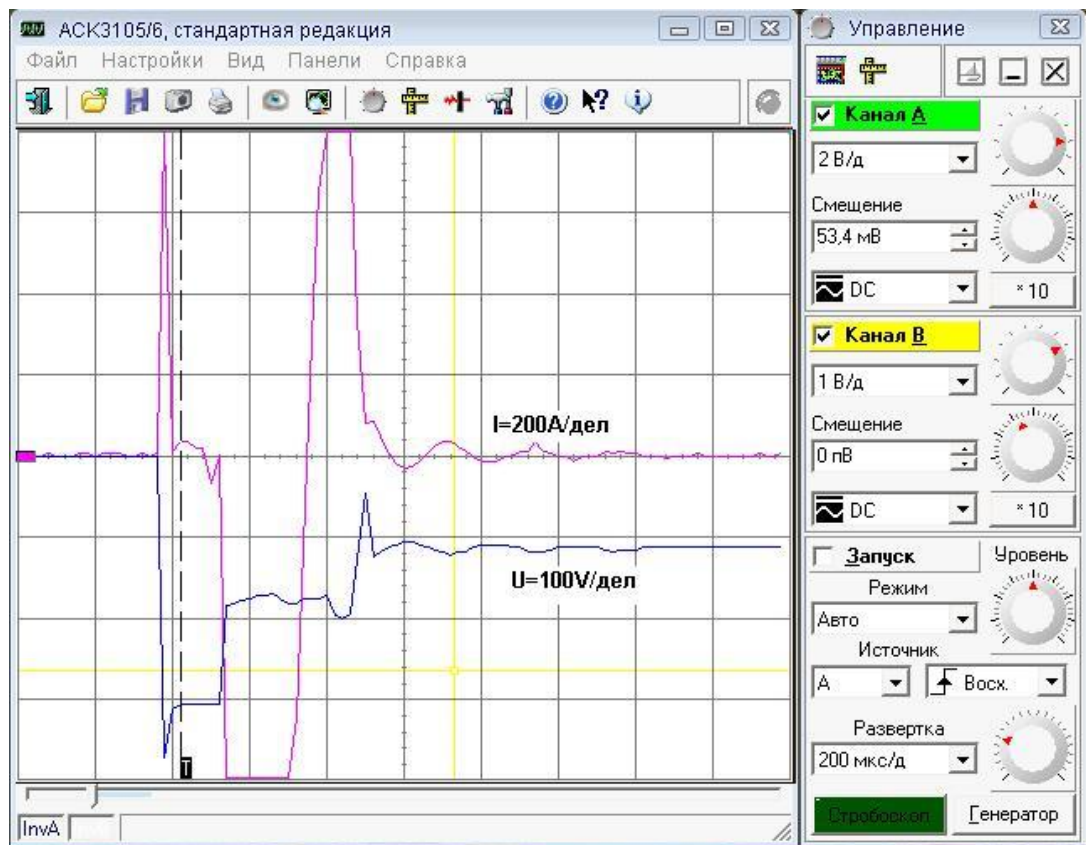 АСК3105/6, стандартная редакция
Файл Настройки Вид Панели Справка
I=200А/дел
U=100V/дел
T
InvA
Управление
Канал A
2 В/д
Смещение
53,4 мВ
DC
* 10
Канал B
1 В/д
Смещение
0 пВ
DC
* 10
Запуск Уровень
Режим
Авто
Источник
A Восх.
Развертка
200 мкс/д
Стробоскоп Генератор